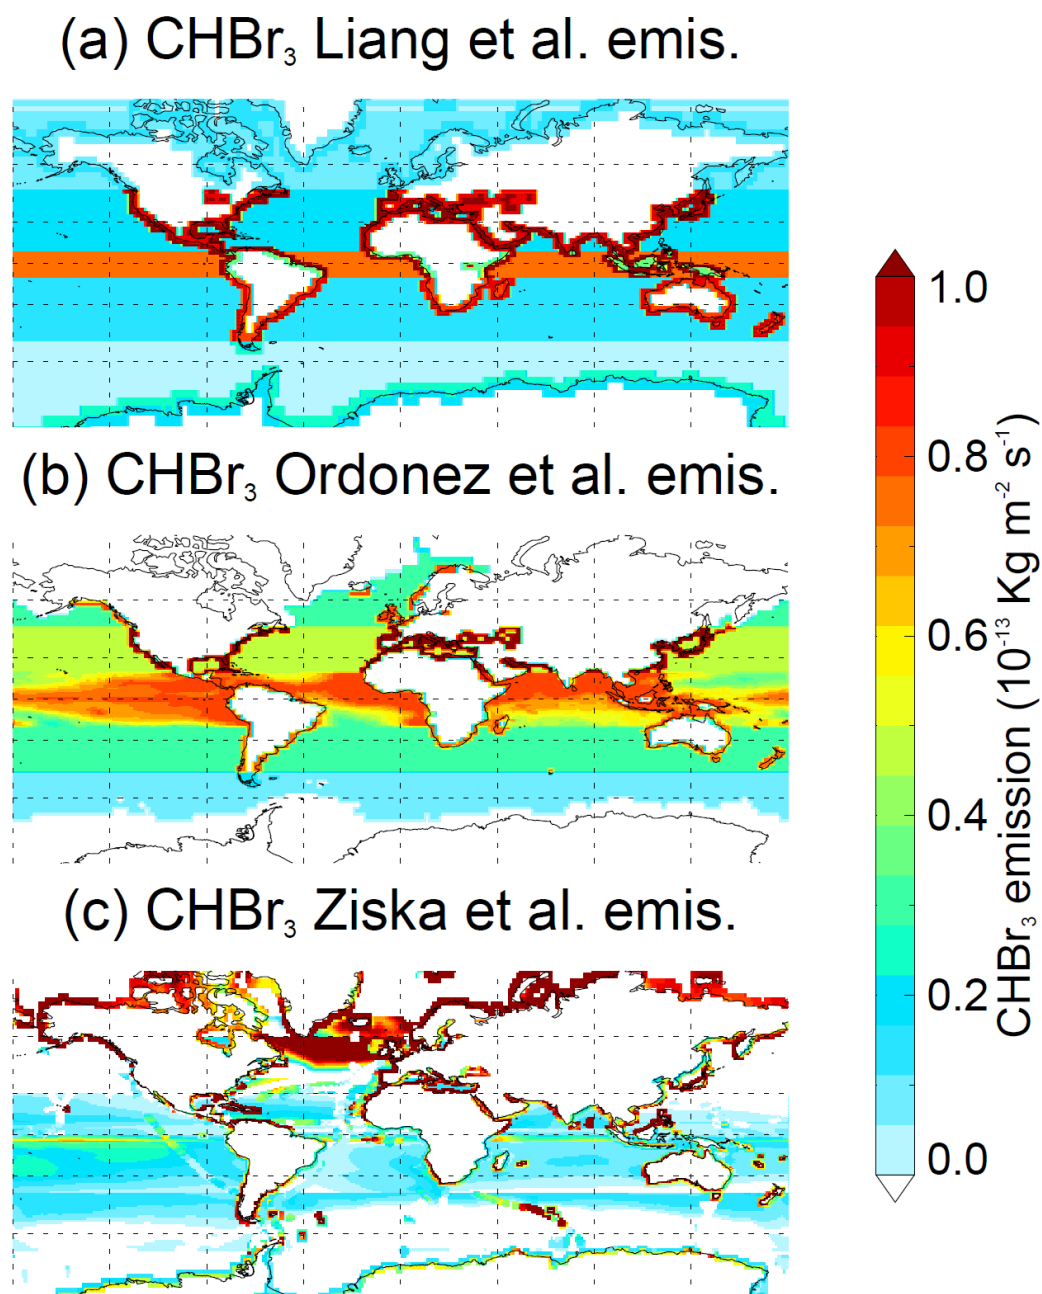 (a) CHBr₃ Liang et al. emis.
(b) CHBr₃ Ordonez et al. emis.
(c) CHBr₃ Ziska et al. emis.
1.0
0.8
0.6
0.4
0.2
0.0
CHBr₃ emission (10⁻¹³ Kg m⁻² s⁻¹)